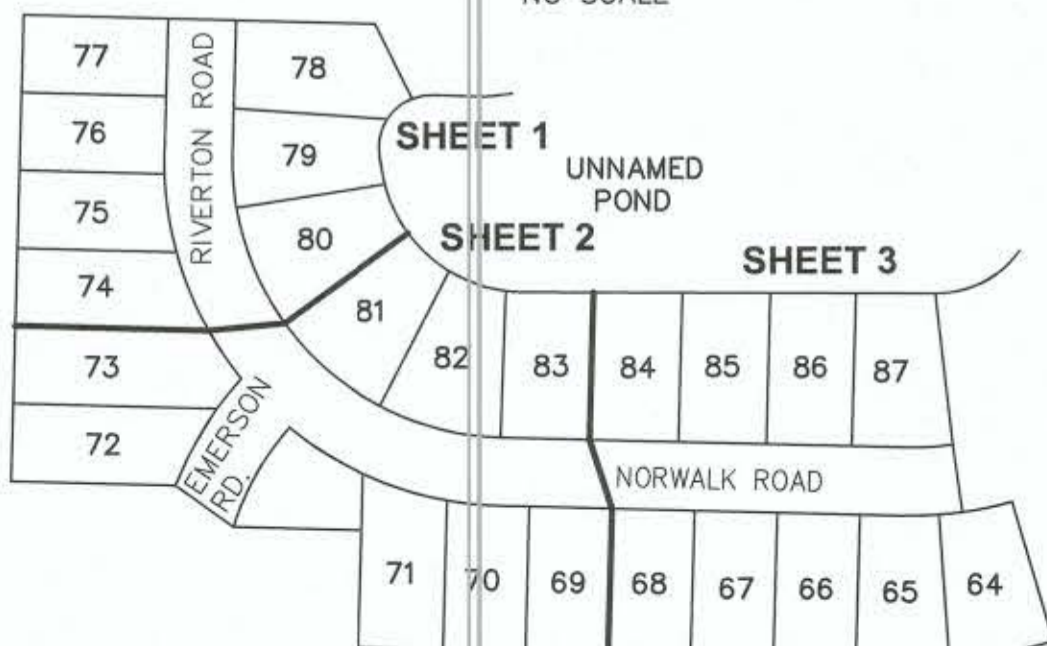 NO SCALE
77
78
RIVERTON ROAD
76
79
SHEET 1
UNNAMED
POND
75
80
SHEET 2
SHEET 3
74
81
73
82
83
84
85
86
87
72
EMERSON
RD.
NORWALK ROAD
71
70
69
68
67
66
65
64